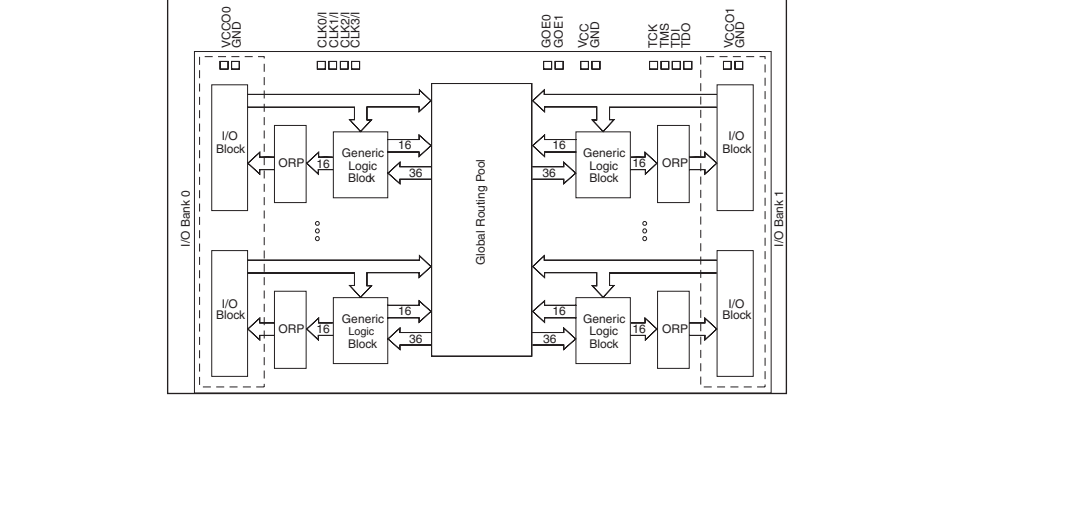 VCCO0
GND
CLK0/I
CLK1/I
CLK2/I
CLK3/I
GOE0
GOE1
VCC
GND
TCK
TMS
TDI
TDO
VCCO1
GND
I/O Bank 0
I/O
Block
ORP
16
Generic
Logic
Block
16
36
Global Routing Pool
16
36
Generic
Logic
Block
16
ORP
I/O
Block
I/O Bank 1
I/O
Block
ORP
16
Generic
Logic
Block
16
36
16
36
Generic
Logic
Block
16
ORP
I/O
Block